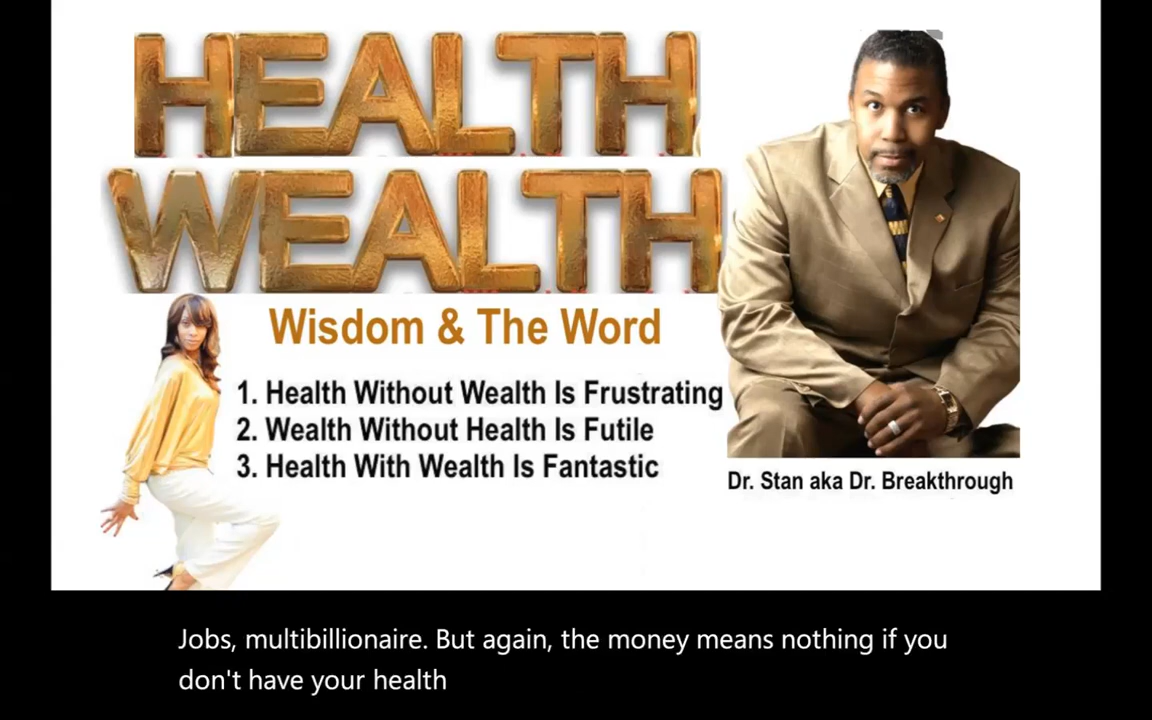 HEALTH
WEALTH
Wisdom & The Word
1. Health Without Wealth Is Frustrating
2. Wealth Without Health Is Futile
3. Health With Wealth Is Fantastic
Dr. Stan aka Dr. Breakthrough
Jobs, multibillionaire. But again, the money means nothing if you
don't have your health